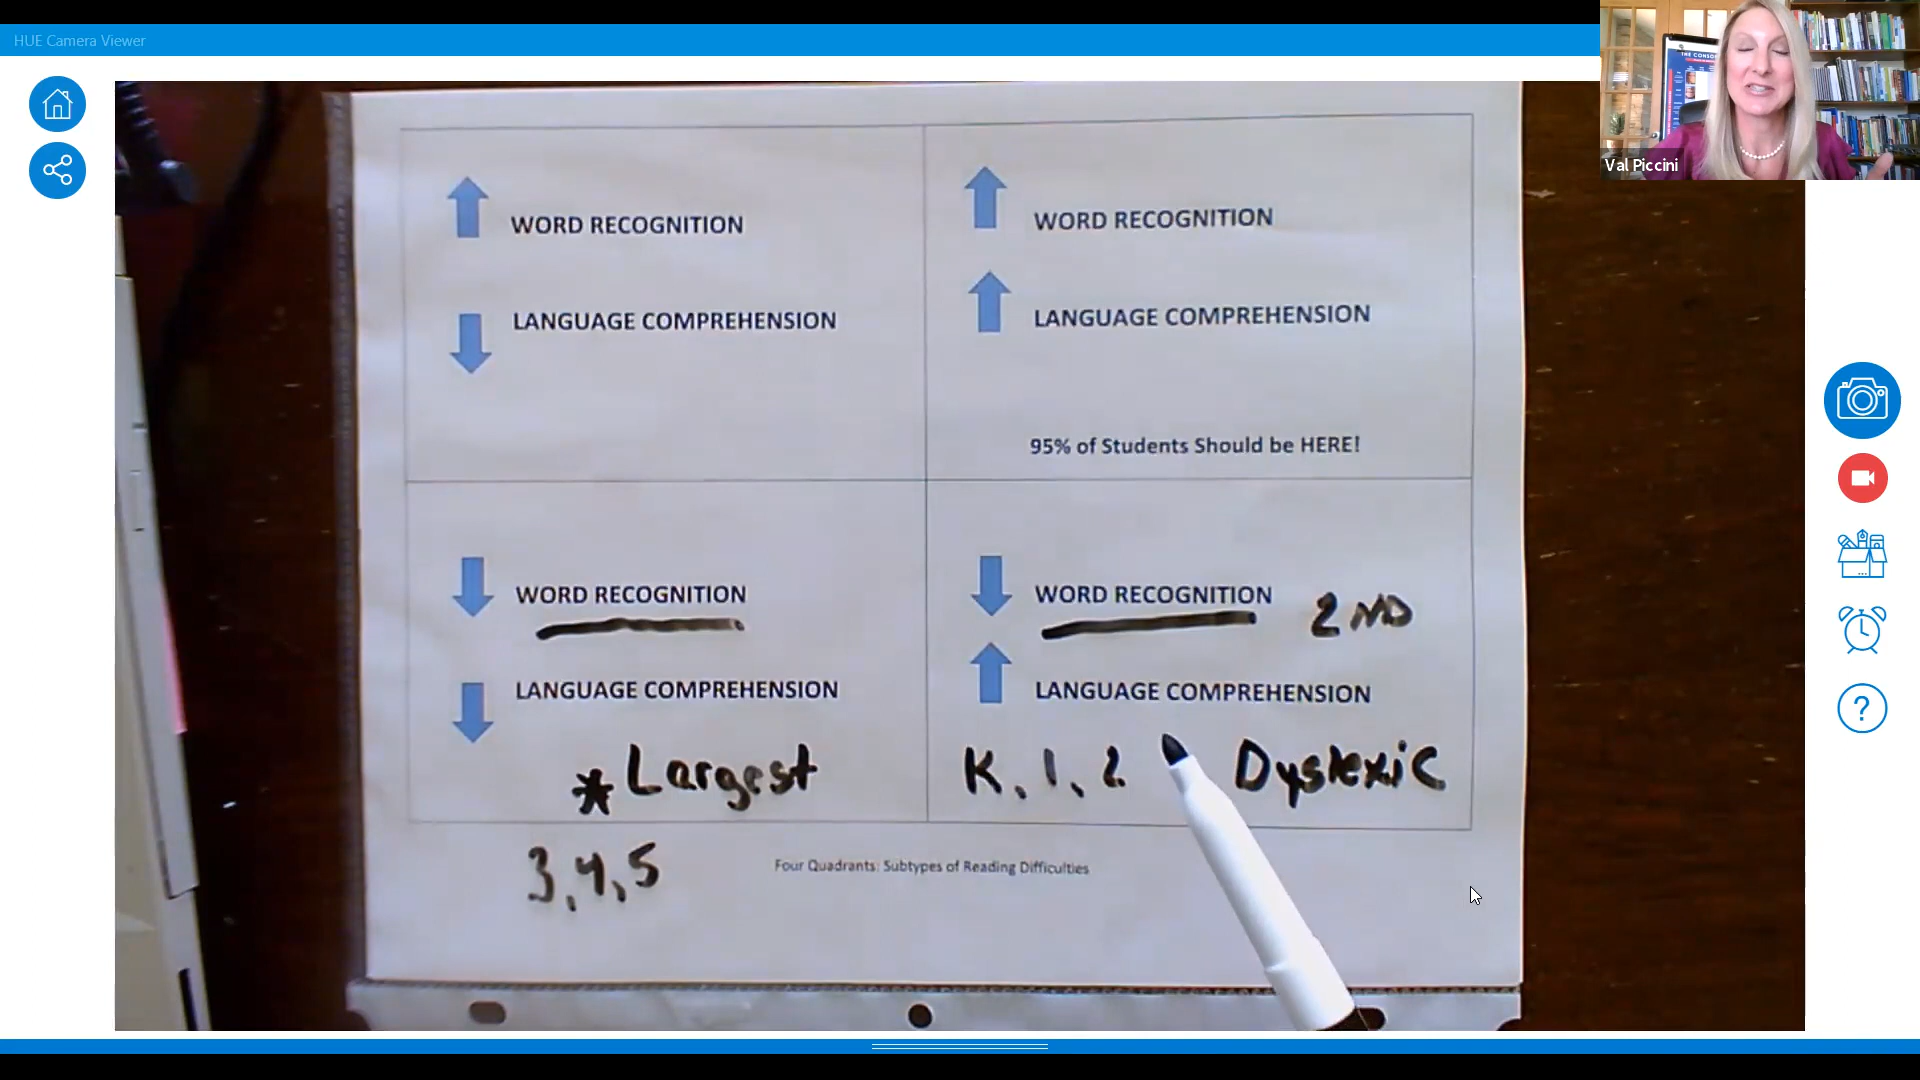 HUE Camera Viewer
Val Piccini
WORD RECOGNITION
LANGUAGE COMPREHENSION
WORD RECOGNITION
LANGUAGE COMPREHENSION
95% of Students Should be HERE!
WORD RECOGNITION
LANGUAGE COMPREHENSION
* Largest
3, 4, 5
WORD RECOGNITION 2ND
LANGUAGE COMPREHENSION
K, 1, 2 Dyslexic
Four Quadrants: Subtypes of Reading Difficulties
?